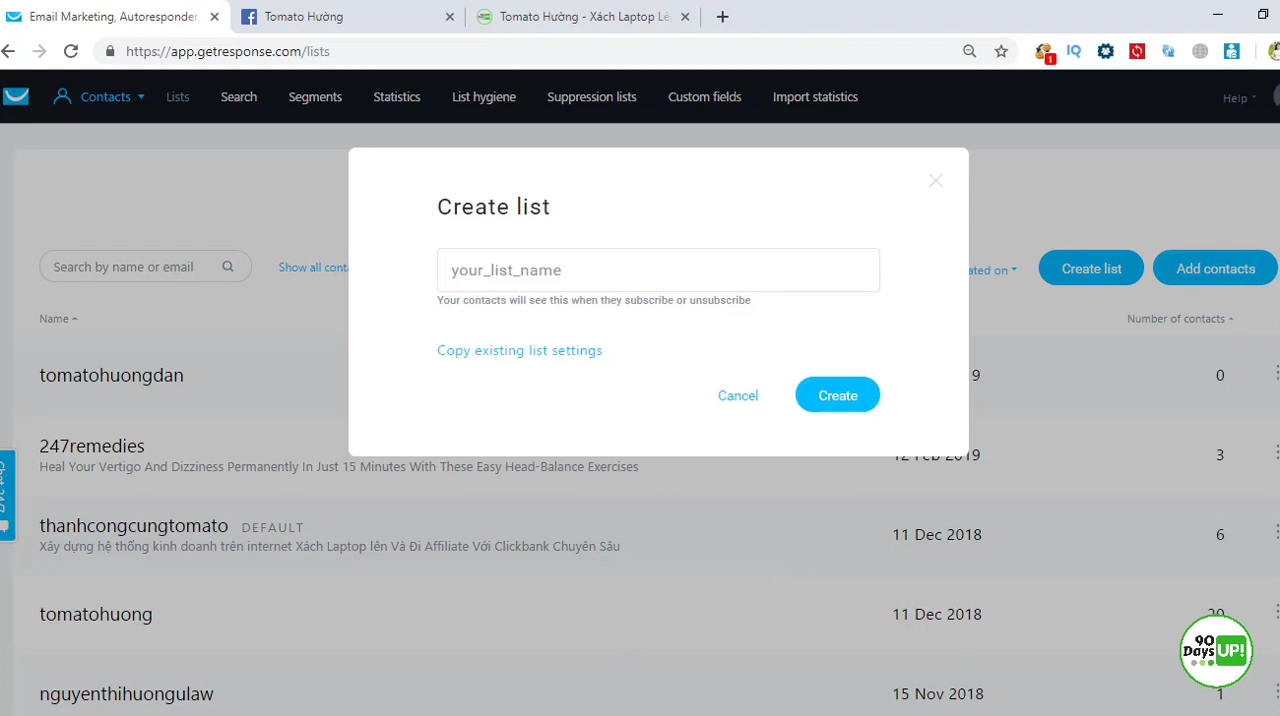 Email Marketing, Autoresponder
Tomato Hường
Tomato Hường - Xách Laptop Lê
https://app.getresponse.com/lists
1
IQ
Contacts
Lists
Search
Segments
Statistics
List hygiene
Suppression lists
Custom fields
Import statistics
Help
Create list
your_list_name
Your contacts will see this when they subscribe or unsubscribe
Copy existing list settings
Cancel
Create
Search by name or email
Show all conta
ated on
Create list
Add contacts
Name
Number of contacts
tomatohuongdan
9
0
247remedies
12 Feb 2019
3
Heal Your Vertigo And Dizziness Permanently In Just 15 Minutes With These Easy Head-Balance Exercises
thanhcongcungtomato DEFAULT
11 Dec 2018
6
Xây dựng hệ thống kinh doanh trên internet Xách Laptop lên Và Đi Affiliate Với Clickbank Chuyên Sâu
tomatohuong
11 Dec 2018
20
nguyenthihuongulaw
15 Nov 2018
1
90
Days UP!